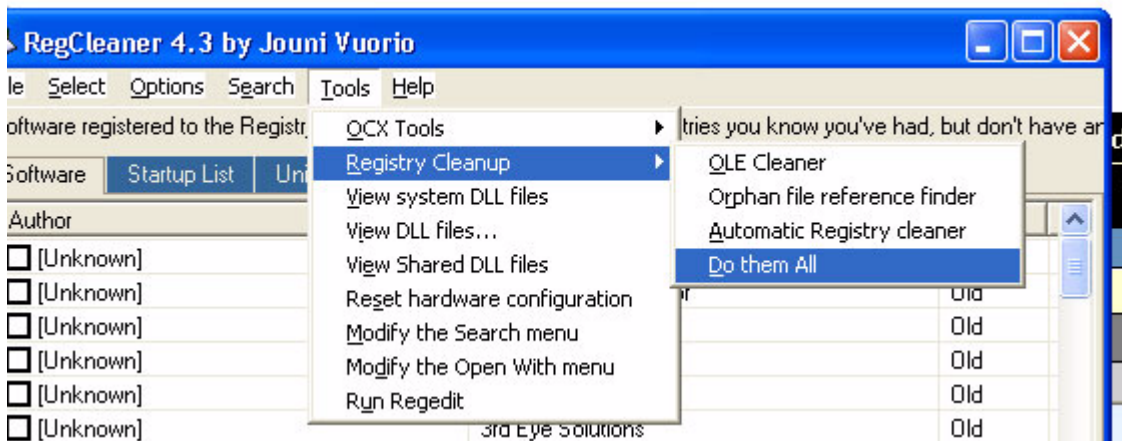 RegCleaner 4.3 by Jouni Vuorio
le Select Options Search Tools Help
oftware registered to the Registr tries you know you've had, but don't have ar
Software Startup List Uni
Author
[Unknown]
[Unknown] Old
[Unknown] Old
[Unknown] Old
[Unknown] Old
[Unknown] 3rd Eye Solutions Old
OCX Tools
Registry Cleanup
View system DLL files
View DLL files...
View Shared DLL files
Reset hardware configuration
Modify the Search menu
Modify the Open With menu
Run Regedit
OLE Cleaner
Orphan file reference finder
Automatic Registry cleaner
Do them All